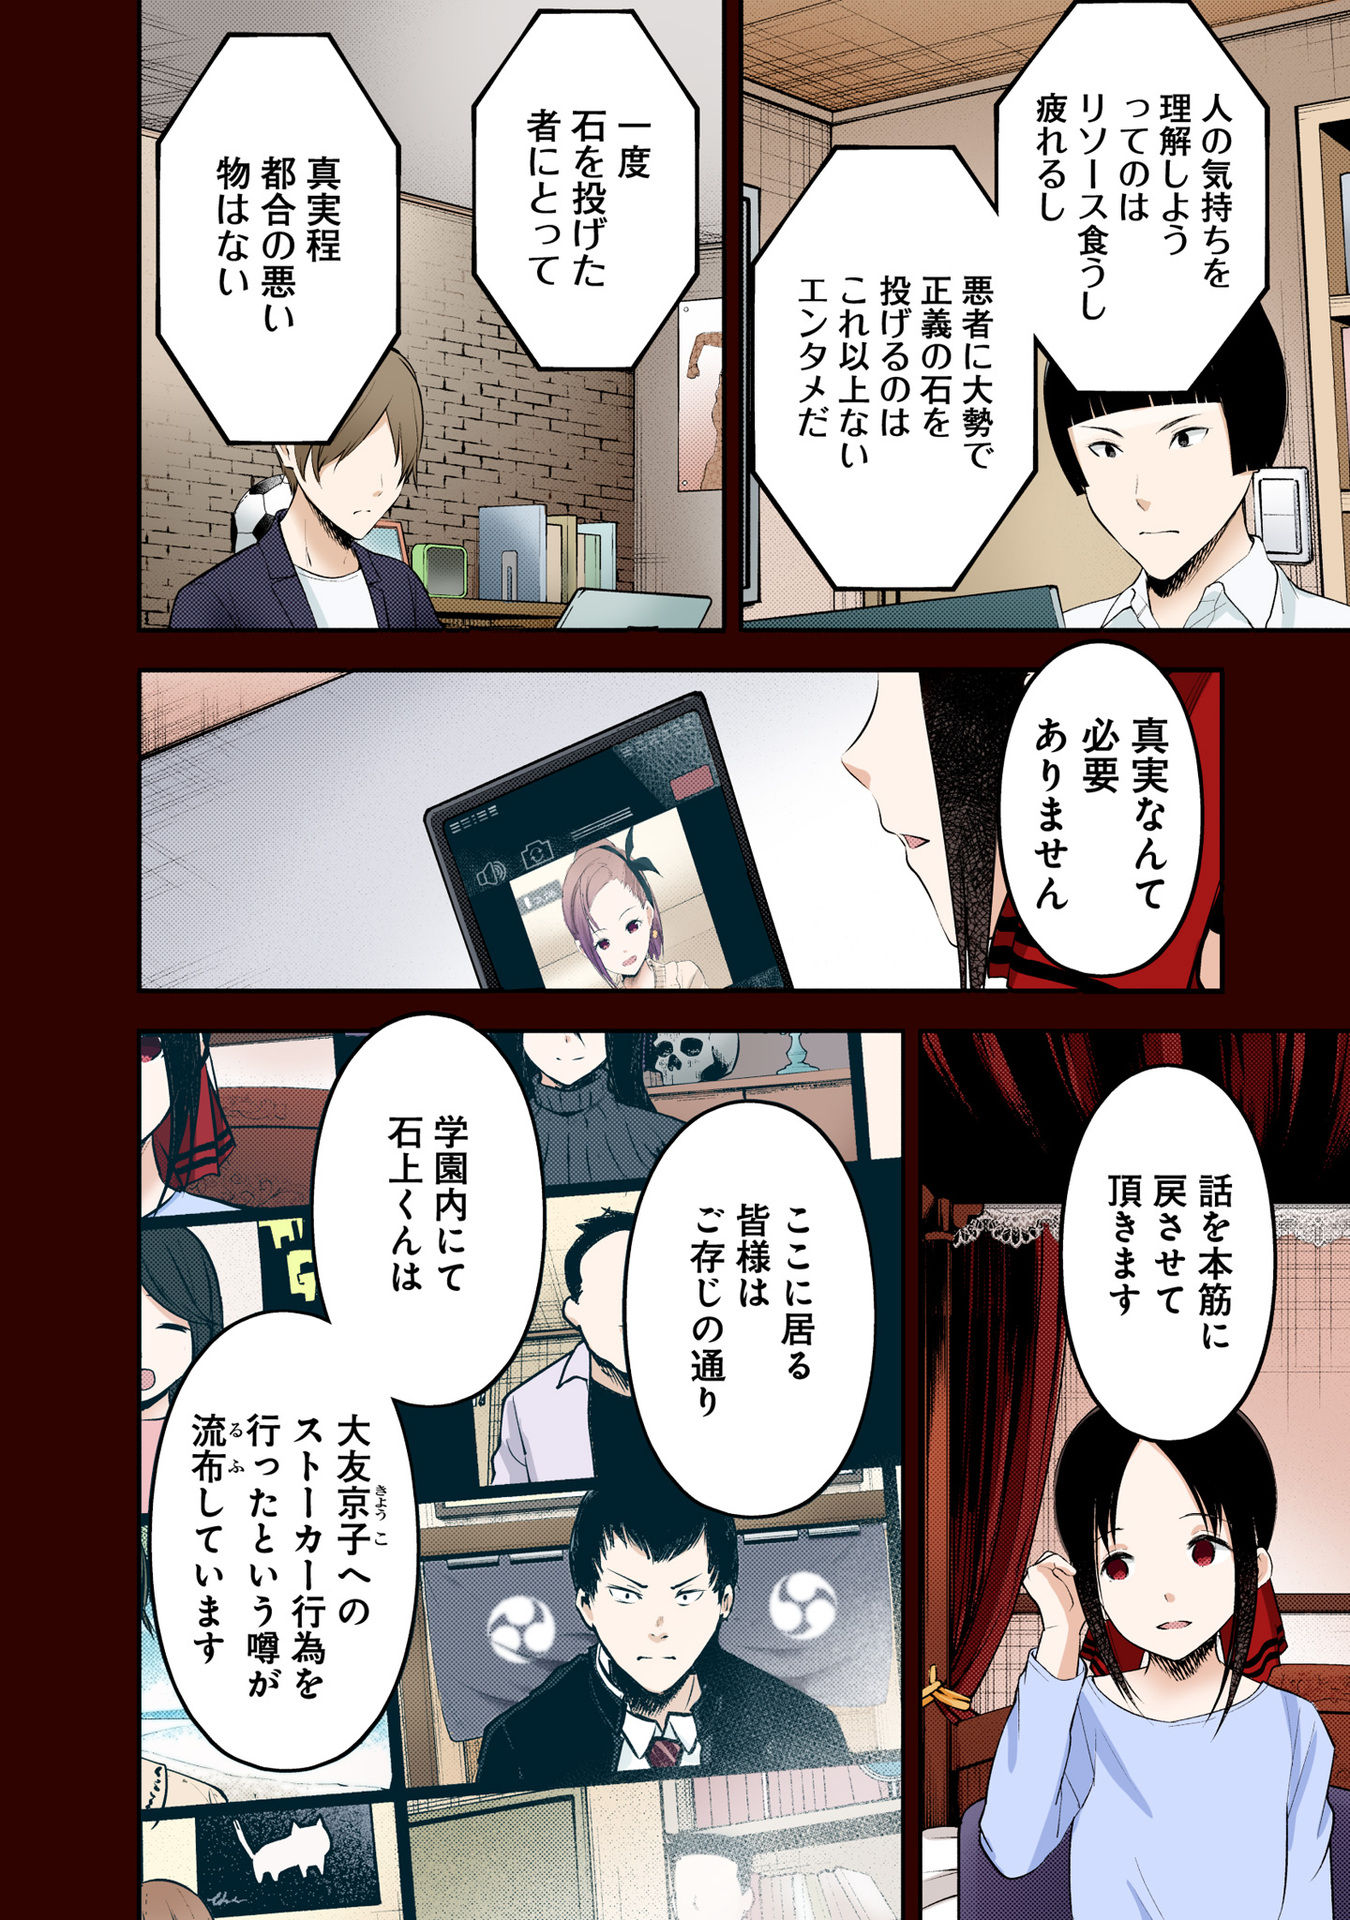 人の気持ちを
理解しよう
ってのは
リソース食うし
疲れるし
悪者に大勢で
正義の石を
投げるのは
これ以上ない
エンタメだ
一度
石を投げた
者にとって
真実程
都合の悪い
物はない
真実なんて
必要
ありません
話を本筋に
戻させて
頂きます
ここに居る
皆様は
ご存じの通り
学園内にて
石上くんは
大友京子への
きようこ
ストーカー行為を
行ったという噂が
流布しています
るふ